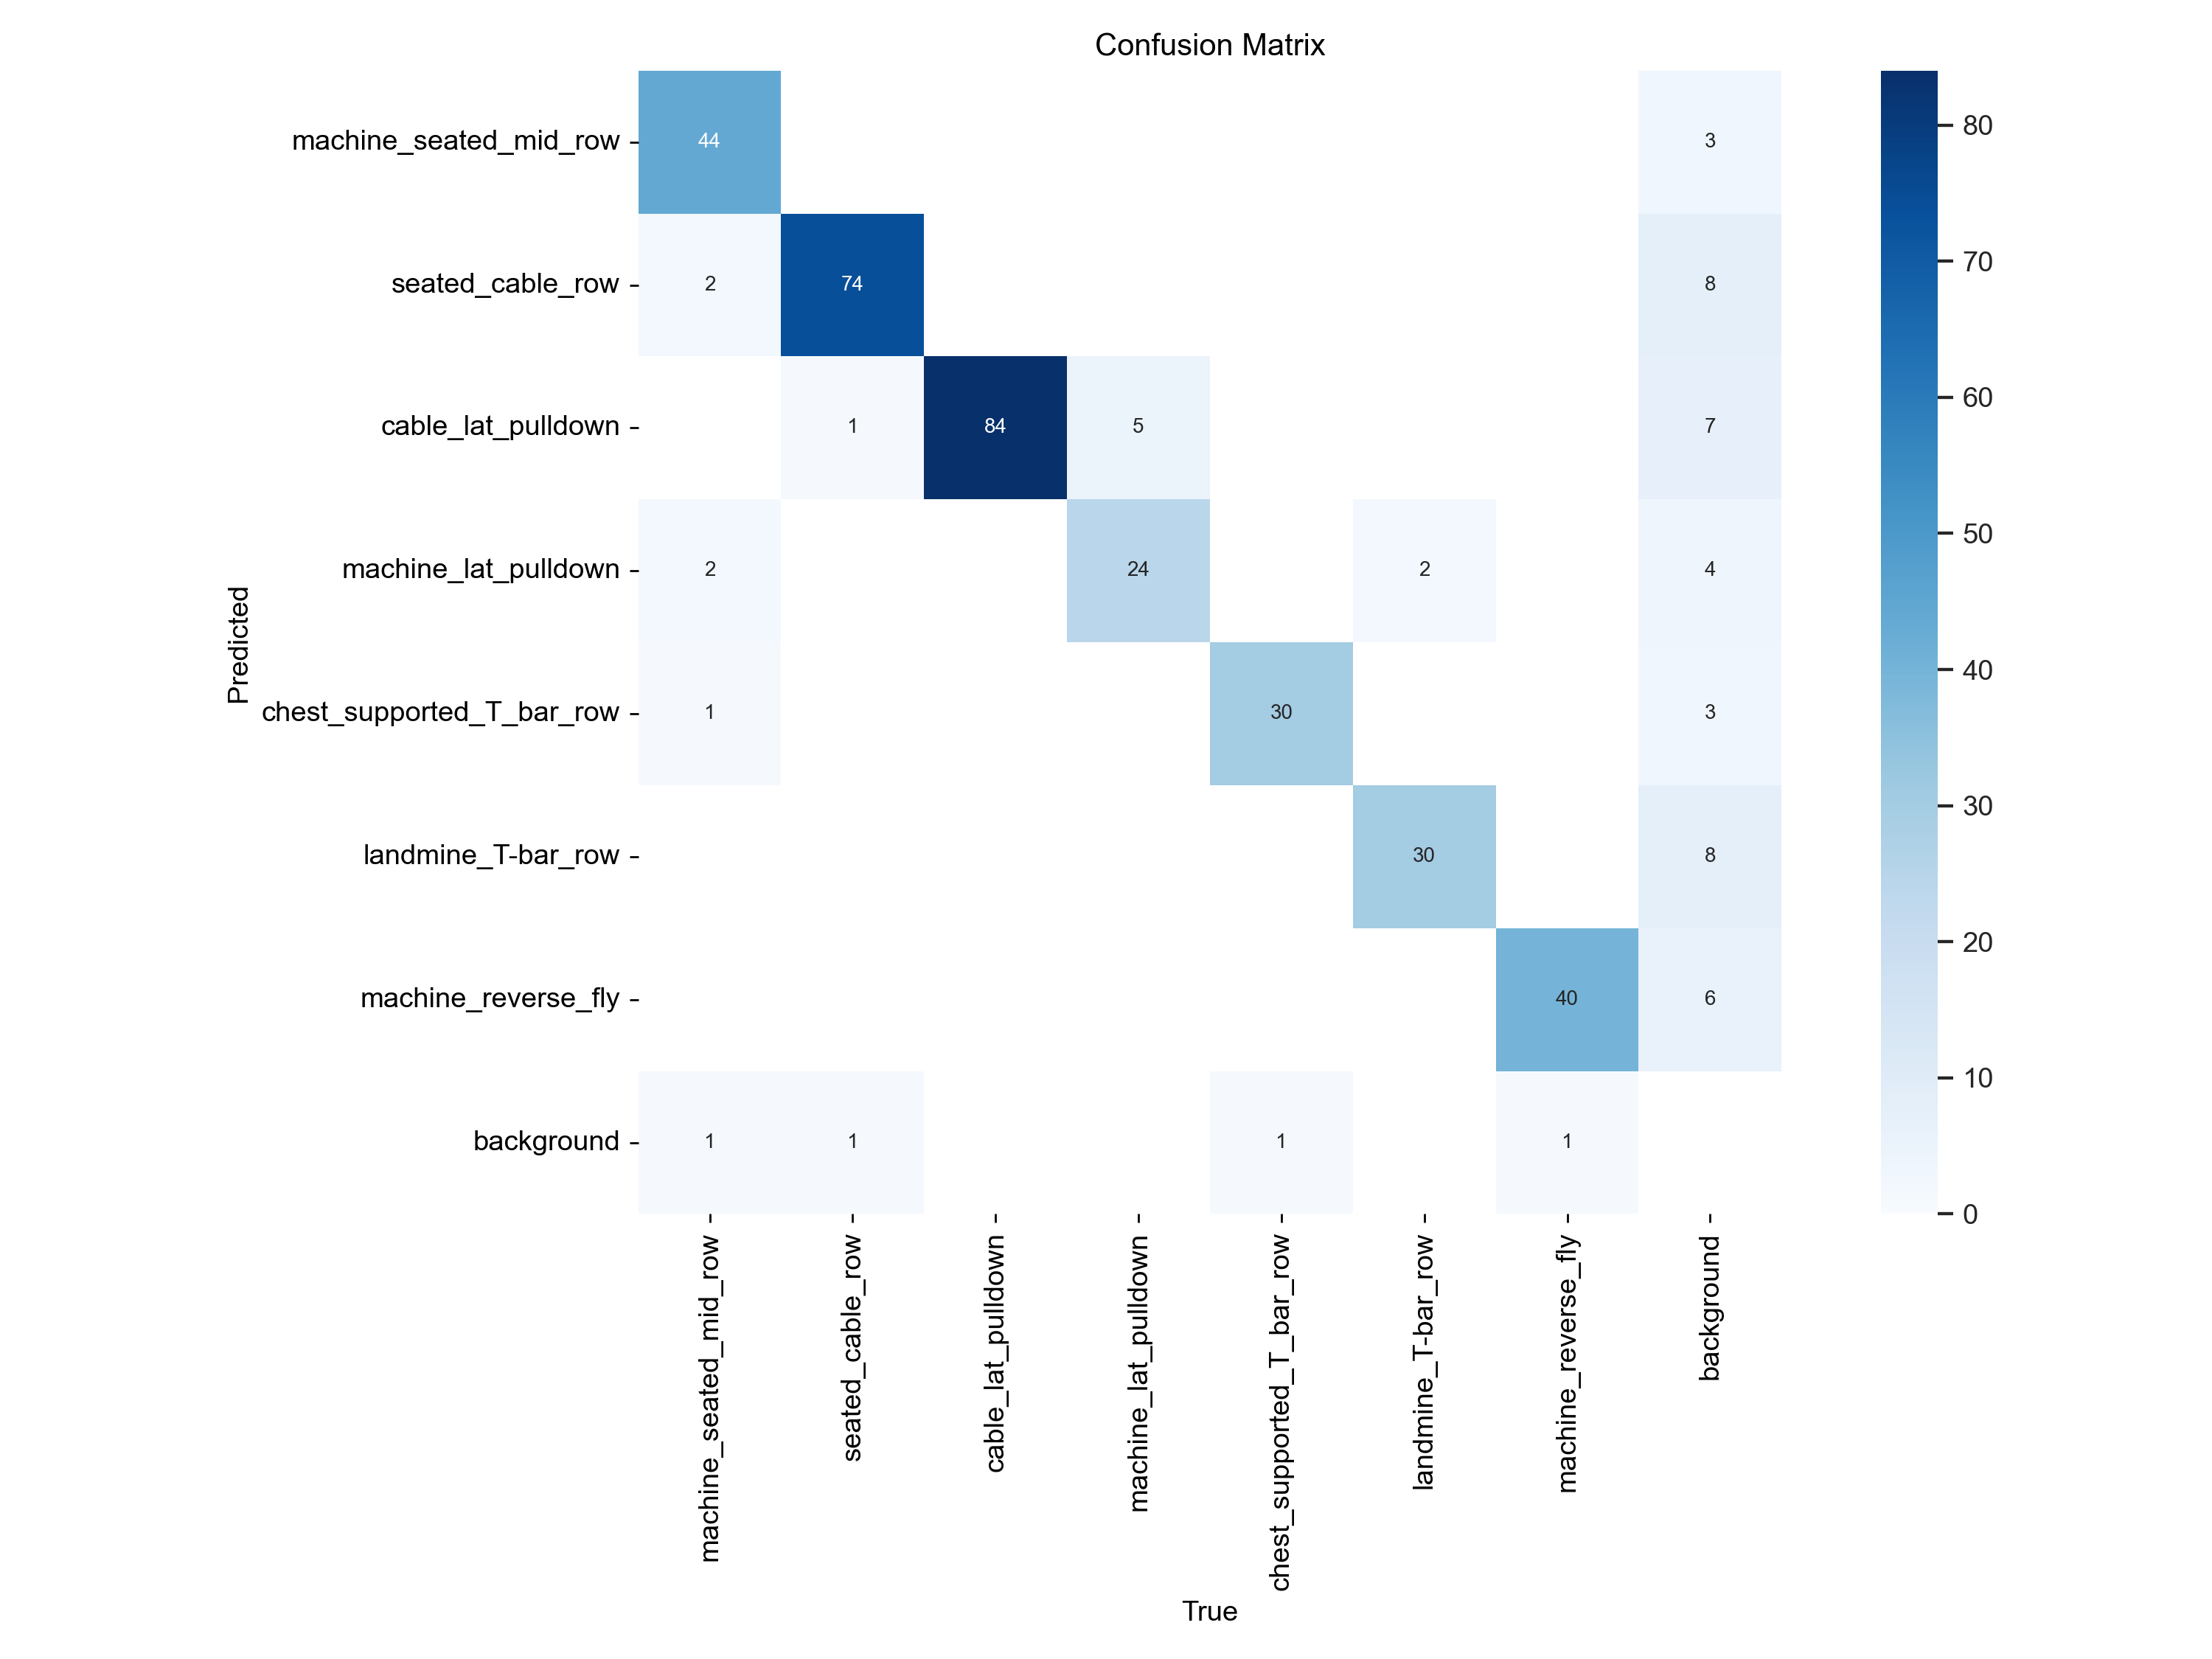 Confusion Matrix
machine_seated_mid_row
44
3
80
seated_cable_row
2
74
8
70
cable_lat_pulldown
1
84
5
7
60
machine_lat_pulldown
2
24
2
4
50
Predicted
chest_supported_T_bar_row
1
30
3
40
landmine_T-bar_row
30
8
30
machine_reverse_fly
40
6
20
background
1
1
1
1
10
0
machine_seated_mid_row
seated_cable_row
cable_lat_pulldown
machine_lat_pulldown
chest_supported_T_bar_row
landmine_T-bar_row
machine_reverse_fly
background
True